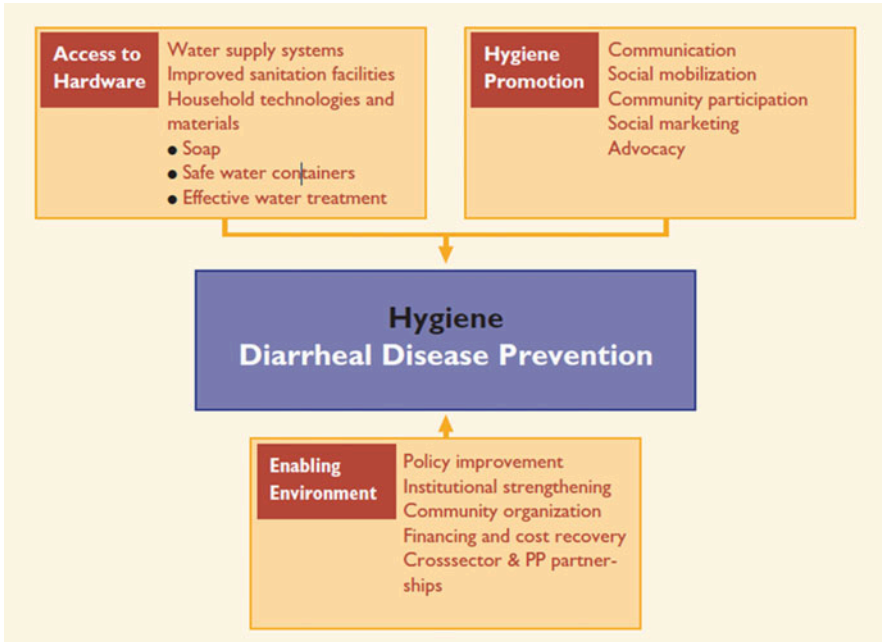 Access to
Hardware
Water supply systems
Improved sanitation facilities
Household technologies and
materials
● Soap
● Safe water containers
● Effective water treatment
Hygiene
Promotion
Communication
Social mobilization
Community participation
Social marketing
Advocacy
Hygiene
Diarrheal Disease Prevention
Enabling
Environment
Policy improvement
Institutional strengthening
Community organization
Financing and cost recovery
Crosssector & PP partner-
ships